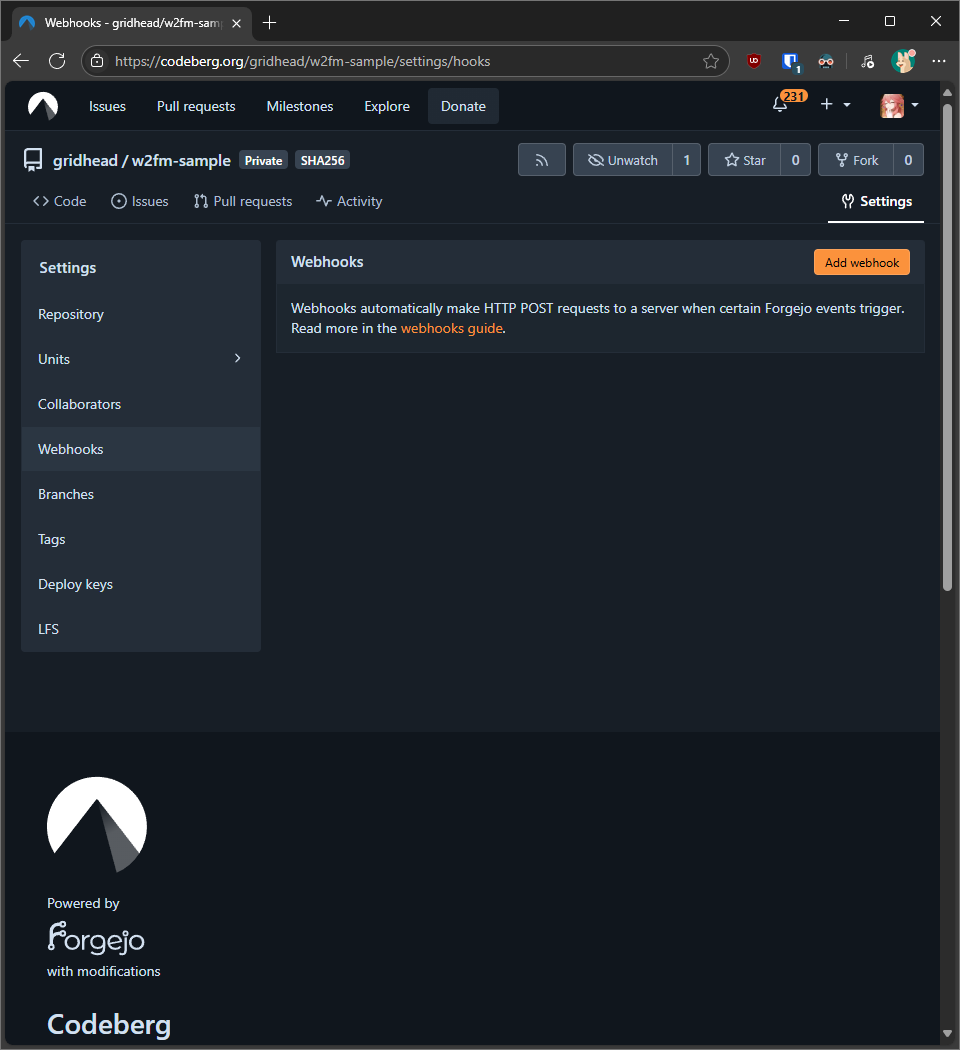 Webhooks - gridhead/w2fm-sam
https://codeberg.org/gridhead/w2fm-sample/settings/hooks
1
Issues
Pull requests
Milestones
Explore
Donate
231
gridhead / w2fm-sample
Private
SHA256
Unwatch
1
Star
0
Fork
0
Code
Issues
Pull requests
Activity
Settings
Settings
Repository
Units
Collaborators
Webhooks
Branches
Tags
Deploy keys
LFS
Webhooks
Add webhook
Webhooks automatically make HTTP POST requests to a server when certain Forgejo events trigger.
Read more in the webhooks guide.
Powered by
Forgejo
with modifications
Codeberg